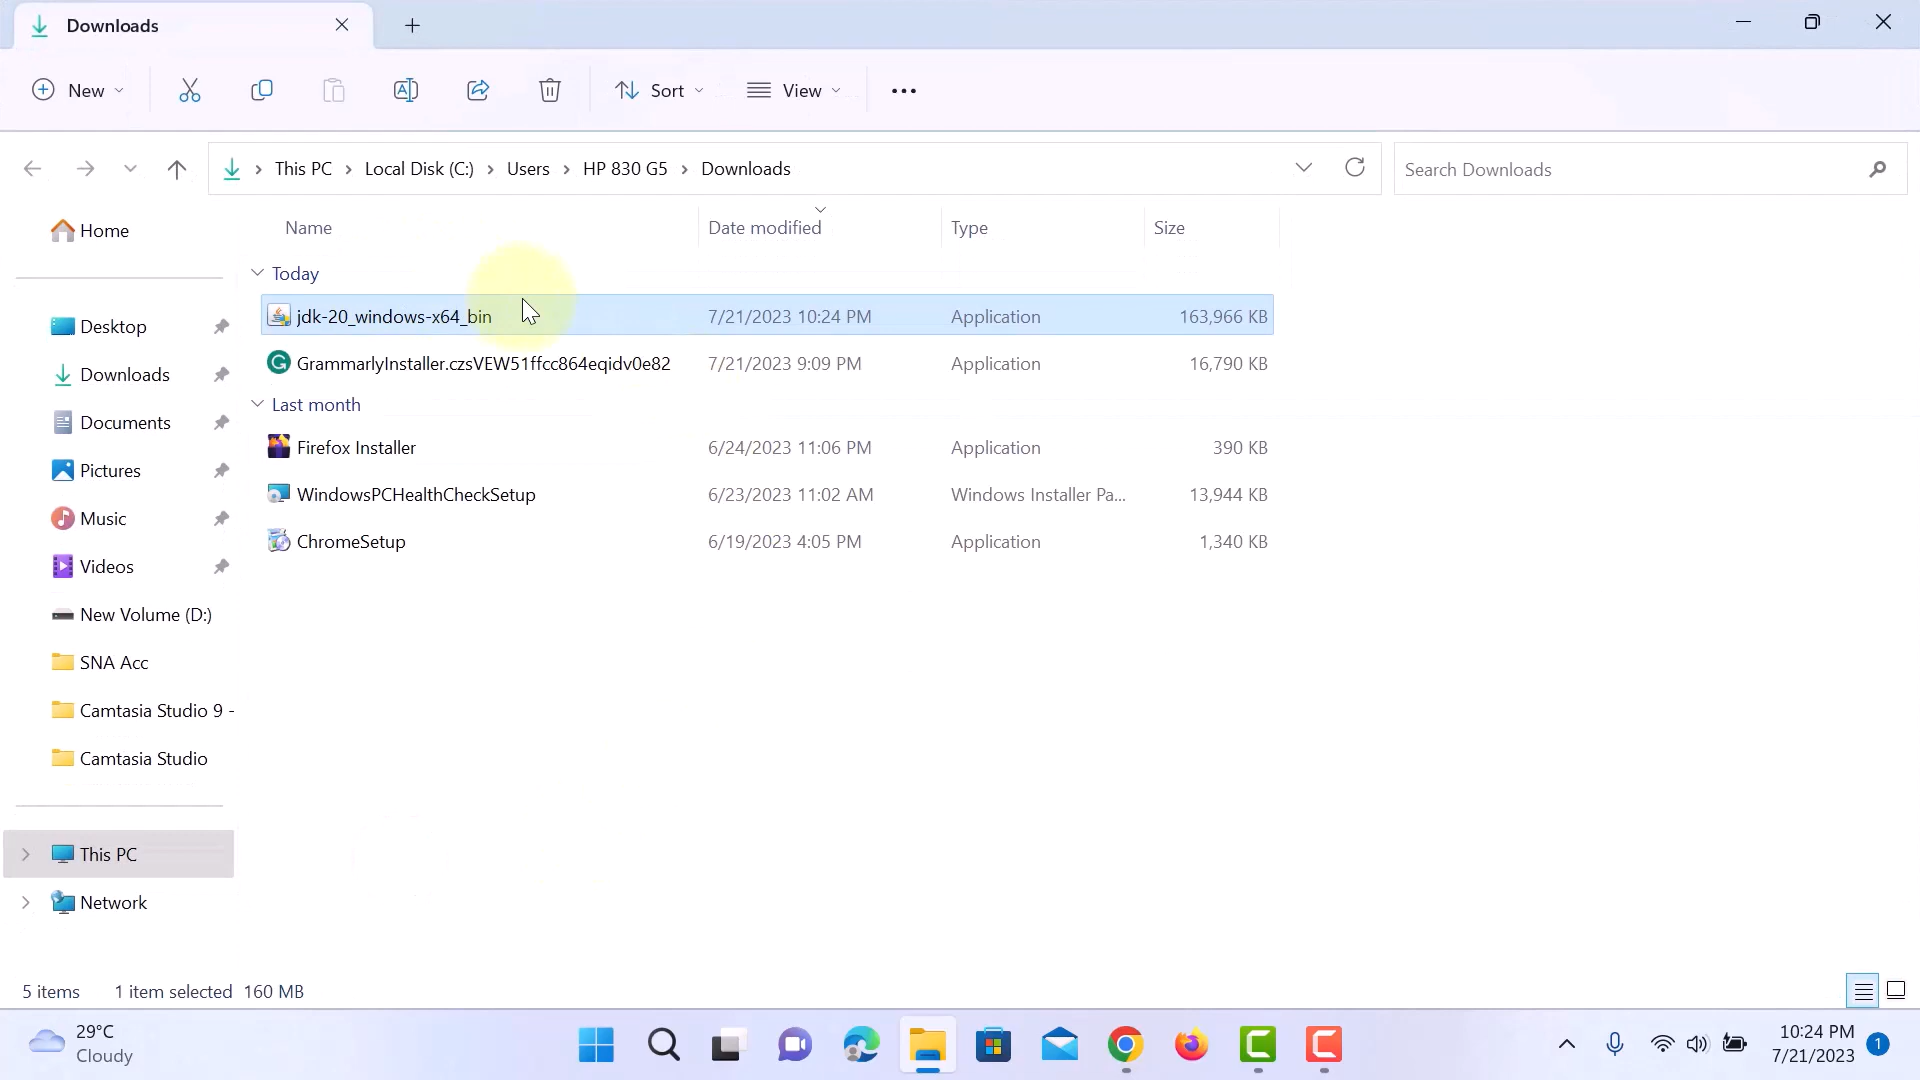 Downloads
New
Sort
View
This PC > Local Disk (C:) > Users > HP 830 G5 > Downloads
Search Downloads
Home
Desktop
Downloads
Documents
Pictures
Music
Videos
New Volume (D:)
SNA Acc
Camtasia Studio 9 -
Camtasia Studio
This PC
Network
Name Date modified Type Size
Today
jdk-20_windows-x64_bin 7/21/2023 10:24 PM Application 163,966 KB
GrammarlyInstaller.czsVEW51ffcc864eqidv0e82 7/21/2023 9:09 PM Application 16,790 KB
Last month
Firefox Installer 6/24/2023 11:06 PM Application 390 KB
WindowsPCHealthCheckSetup 6/23/2023 11:02 AM Windows Installer Pa... 13,944 KB
ChromeSetup 6/19/2023 4:05 PM Application 1,340 KB
5 items 1 item selected 160 MB
29°C
Cloudy
10:24 PM
7/21/2023
1